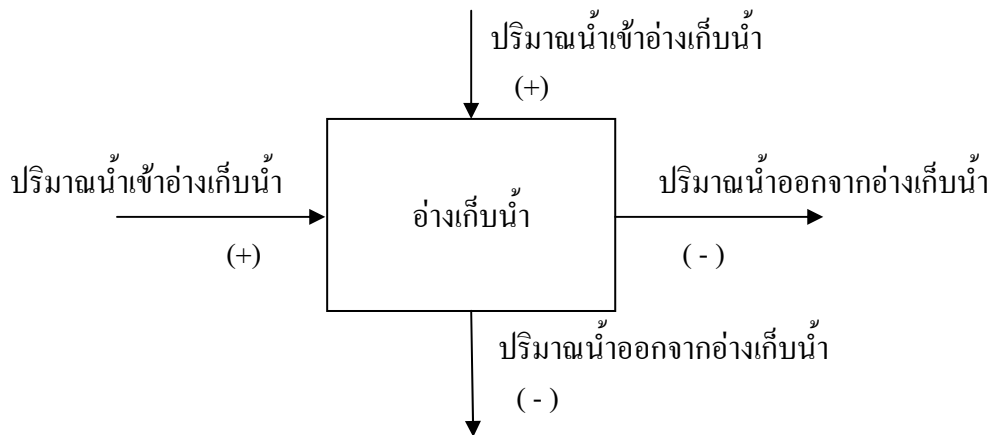 ปริมาณน้ำเข้าอ่างเก็บน้ำ
(+)
ปริมาณน้ำเข้าอ่างเก็บน้ำ
(+)
อ่างเก็บน้ำ
ปริมาณน้ำออกจากอ่างเก็บน้ำ
( - )
ปริมาณน้ำออกจากอ่างเก็บน้ำ
( - )